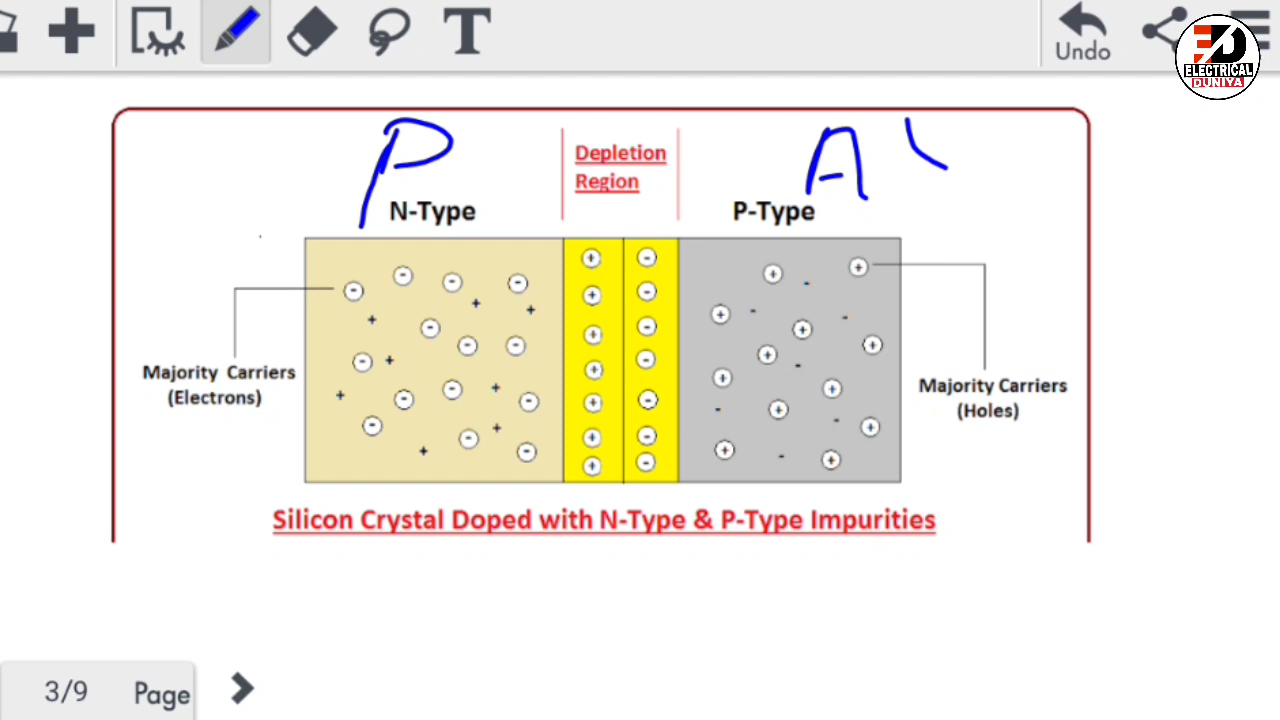 T
Undo
ELECTRICAL
DUNIYA
P
A
Depletion
Region
N-Type
P-Type
Majority Carriers
(Electrons)
Majority Carriers
(Holes)
Silicon Crystal Doped with N-Type & P-Type Impurities
3/9 Page